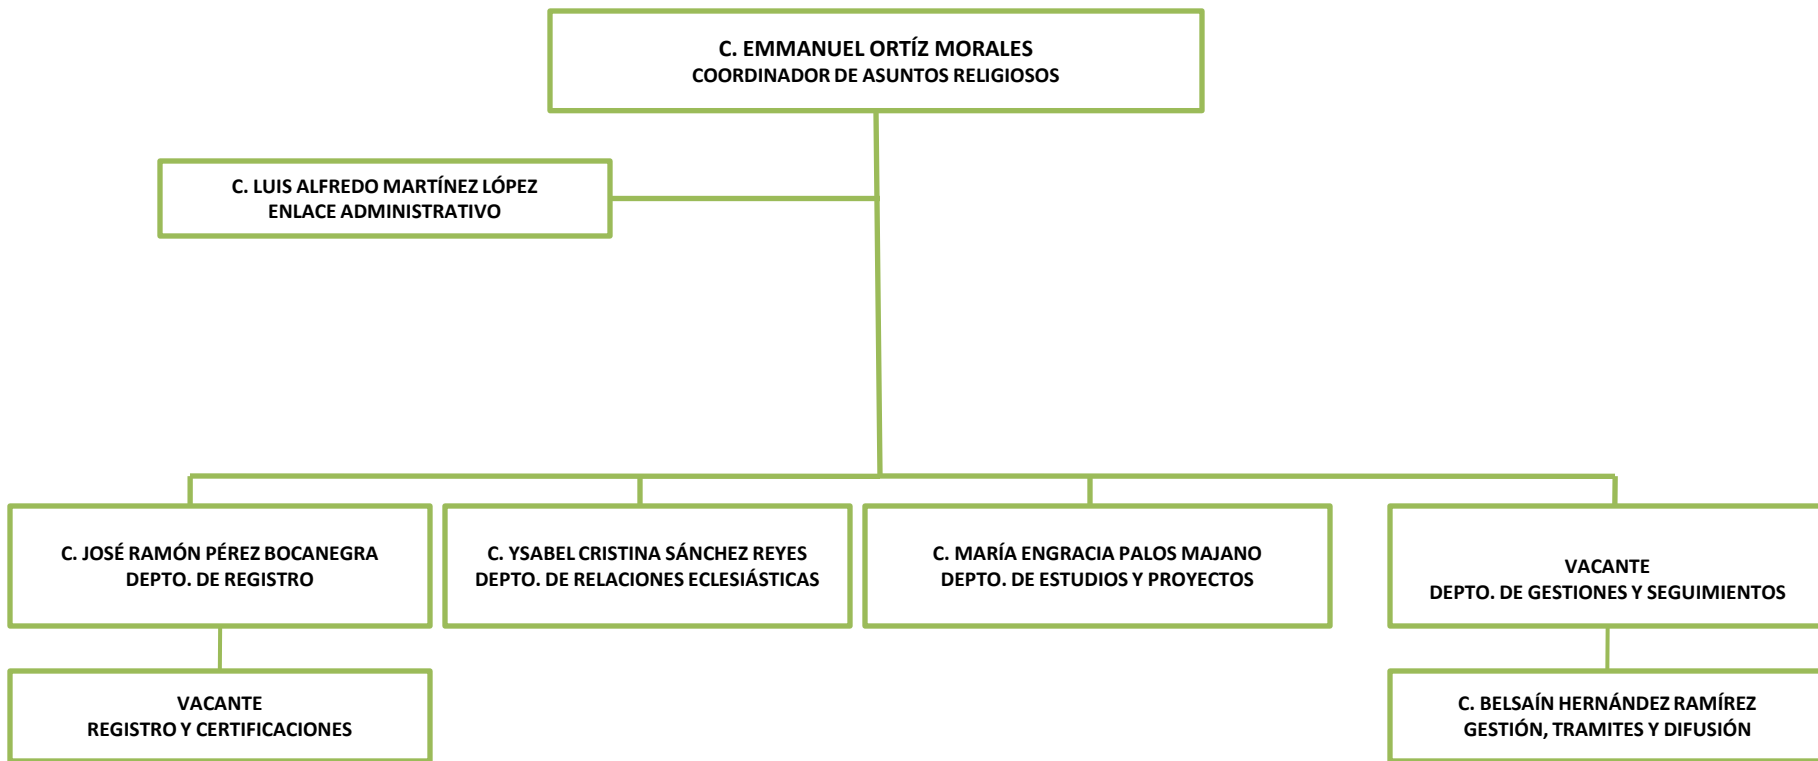 C. EMMANUEL ORTÍZ MORALES
COORDINADOR DE ASUNTOS RELIGIOSOS
C. LUIS ALFREDO MARTÍNEZ LÓPEZ
ENLACE ADMINISTRATIVO
C. JOSÉ RAMÓN PÉREZ BOCANEGRA
DEPTO. DE REGISTRO
C. YSABEL CRISTINA SÁNCHEZ REYES
DEPTO. DE RELACIONES ECLESIÁSTICAS
C. MARÍA ENGRACIA PALOS MAJANO
DEPTO. DE ESTUDIOS Y PROYECTOS
VACANTE
DEPTO. DE GESTIONES Y SEGUIMIENTOS
VACANTE
REGISTRO Y CERTIFICACIONES
C. BELSAÍN HERNÁNDEZ RAMÍREZ
GESTIÓN, TRAMITES Y DIFUSIÓN